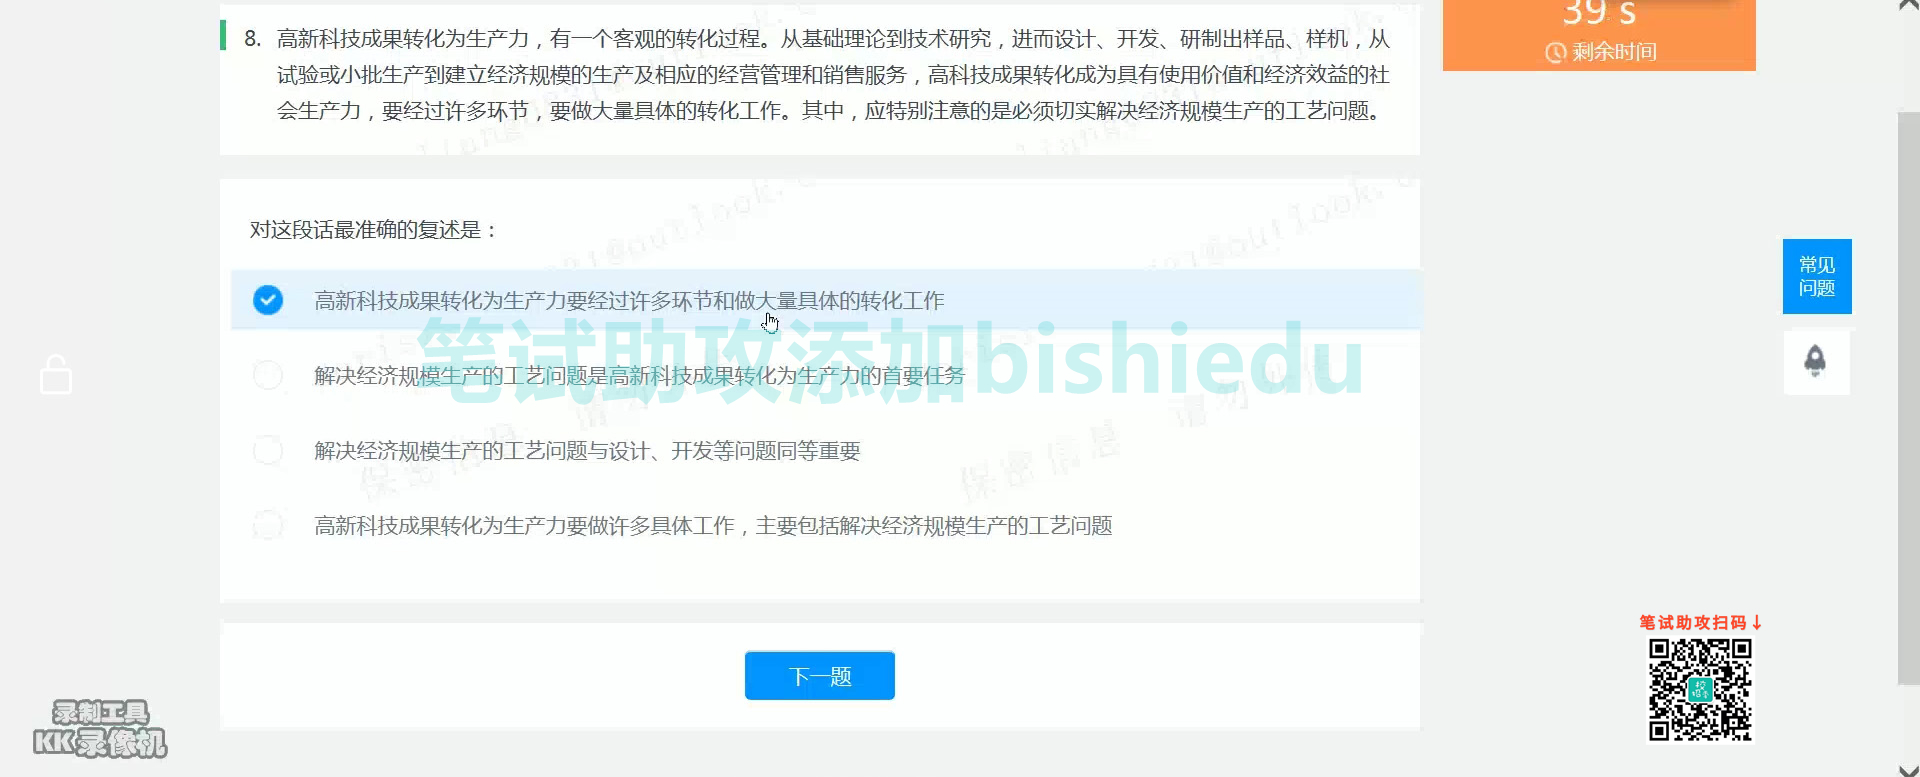 39 s
剩余时间
8. 高新科技成果转化为生产力，有一个客观的转化过程。从基础理论到技术研究，进而设计、开发、研制出样品、样机，从
试验或小批生产到建立经济规模的生产及相应的经营管理和销售服务，高科技成果转化成为具有使用价值和经济效益的社
会生产力，要经过许多环节，要做大量具体的转化工作。其中，应特别注意的是必须切实解决经济规模生产的工艺问题。
对这段话最准确的复述是：
高新科技成果转化为生产力要经过许多环节和做大量具体的转化工作
笔试助攻添加bishiedu
解决经济规模生产的工艺问题是高新科技成果转化为生产力的首要任务
解决经济规模生产的工艺问题与设计、开发等问题同等重要
保密信息
保密信息
高新科技成果转化为生产力要做许多具体工作，主要包括解决经济规模生产的工艺问题
下一题
常见
问题
笔试助攻扫码↓
录制工具
KK录像机